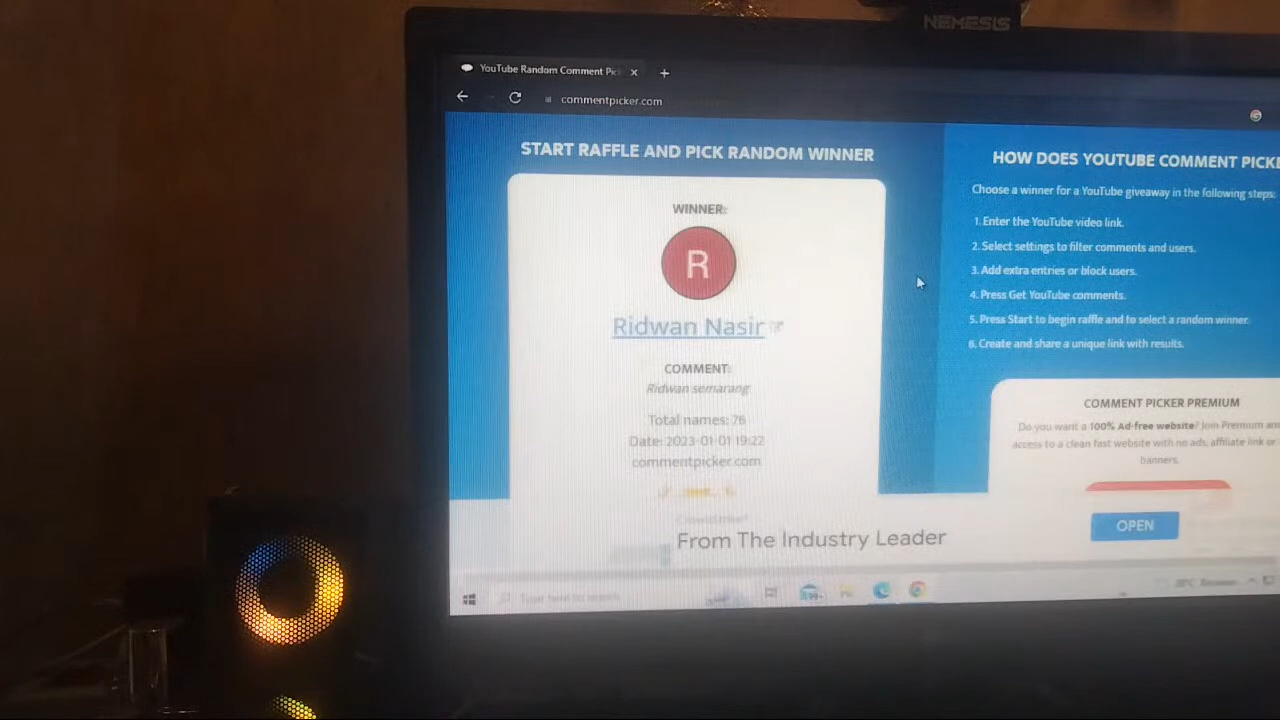 NEMESIS
YouTube Random Comment Pic
commentpicker.com
START RAFFLE AND PICK RANDOM WINNER
WINNER:
R
Ridwan Nasir
COMMENT:
Ridwan semarang
Total names: 76
Date: 2023-01-01 19:22
commentpicker.com
HOW DOES YOUTUBE COMMENT PICKE
Choose a winner for a YouTube giveaway in the following steps:
1. Enter the YouTube video link.
2. Select settings to filter comments and users.
3. Add extra entries or block users.
4. Press Get YouTube comments.
5. Press Start to begin raffle and to select a random winner.
6. Create and share a unique link with results.
COMMENT PICKER PREMIUM
Do you want a 100% Ad-free website? Join Premium and
access to a clean fast website with no ads, affiliate link or
banners.
From The Industry Leader
OPEN
Type here to search